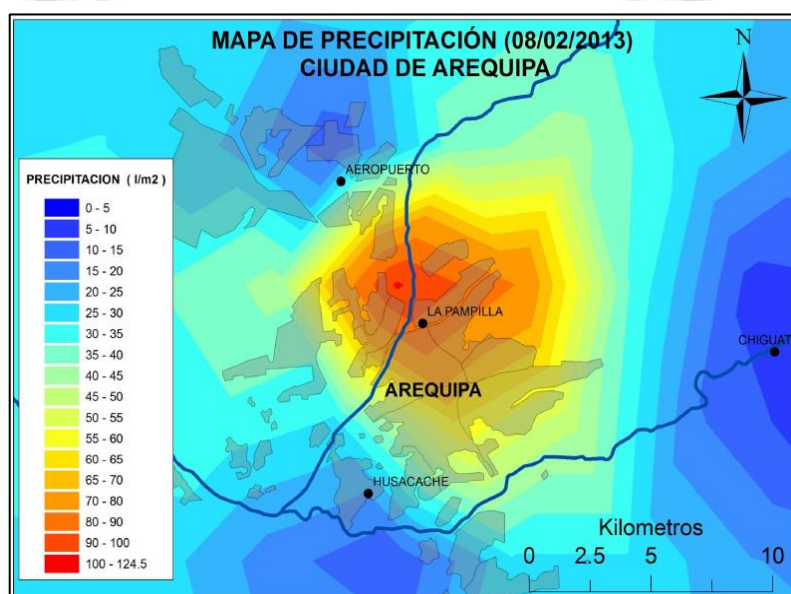 MAPA DE PRECIPITACIÓN (08/02/2013)
CIUDAD DE AREQUIPA
N
AEROPUERTO
PRECIPITACION ( l/m2 )
0 - 5
5 - 10
10 - 15
15 - 20
20 - 25
25 - 30
30 - 35
35 - 40
40 - 45
45 - 50
50 - 55
55 - 60
60 - 65
65 - 70
70 - 80
80 - 90
90 - 100
100 - 124.5
LA PAMPILLA
CHIGUAT
AREQUIPA
HUSACACHE
Kilometros
0 2.5 5 10